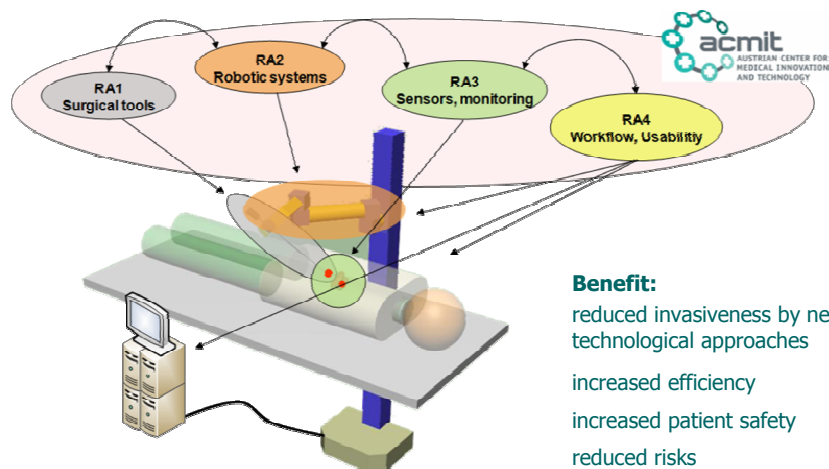 RA1
Surgical tools
RA2
Robotic systems
RA3
Sensors, monitoring
RA4
Workflow, Usability
acmit
AUSTRIAN CENTER FOR
MEDICAL INNOVATION
AND TECHNOLOGY
Benefit:
reduced invasiveness by ne
technological approaches
increased efficiency
increased patient safety
reduced risks